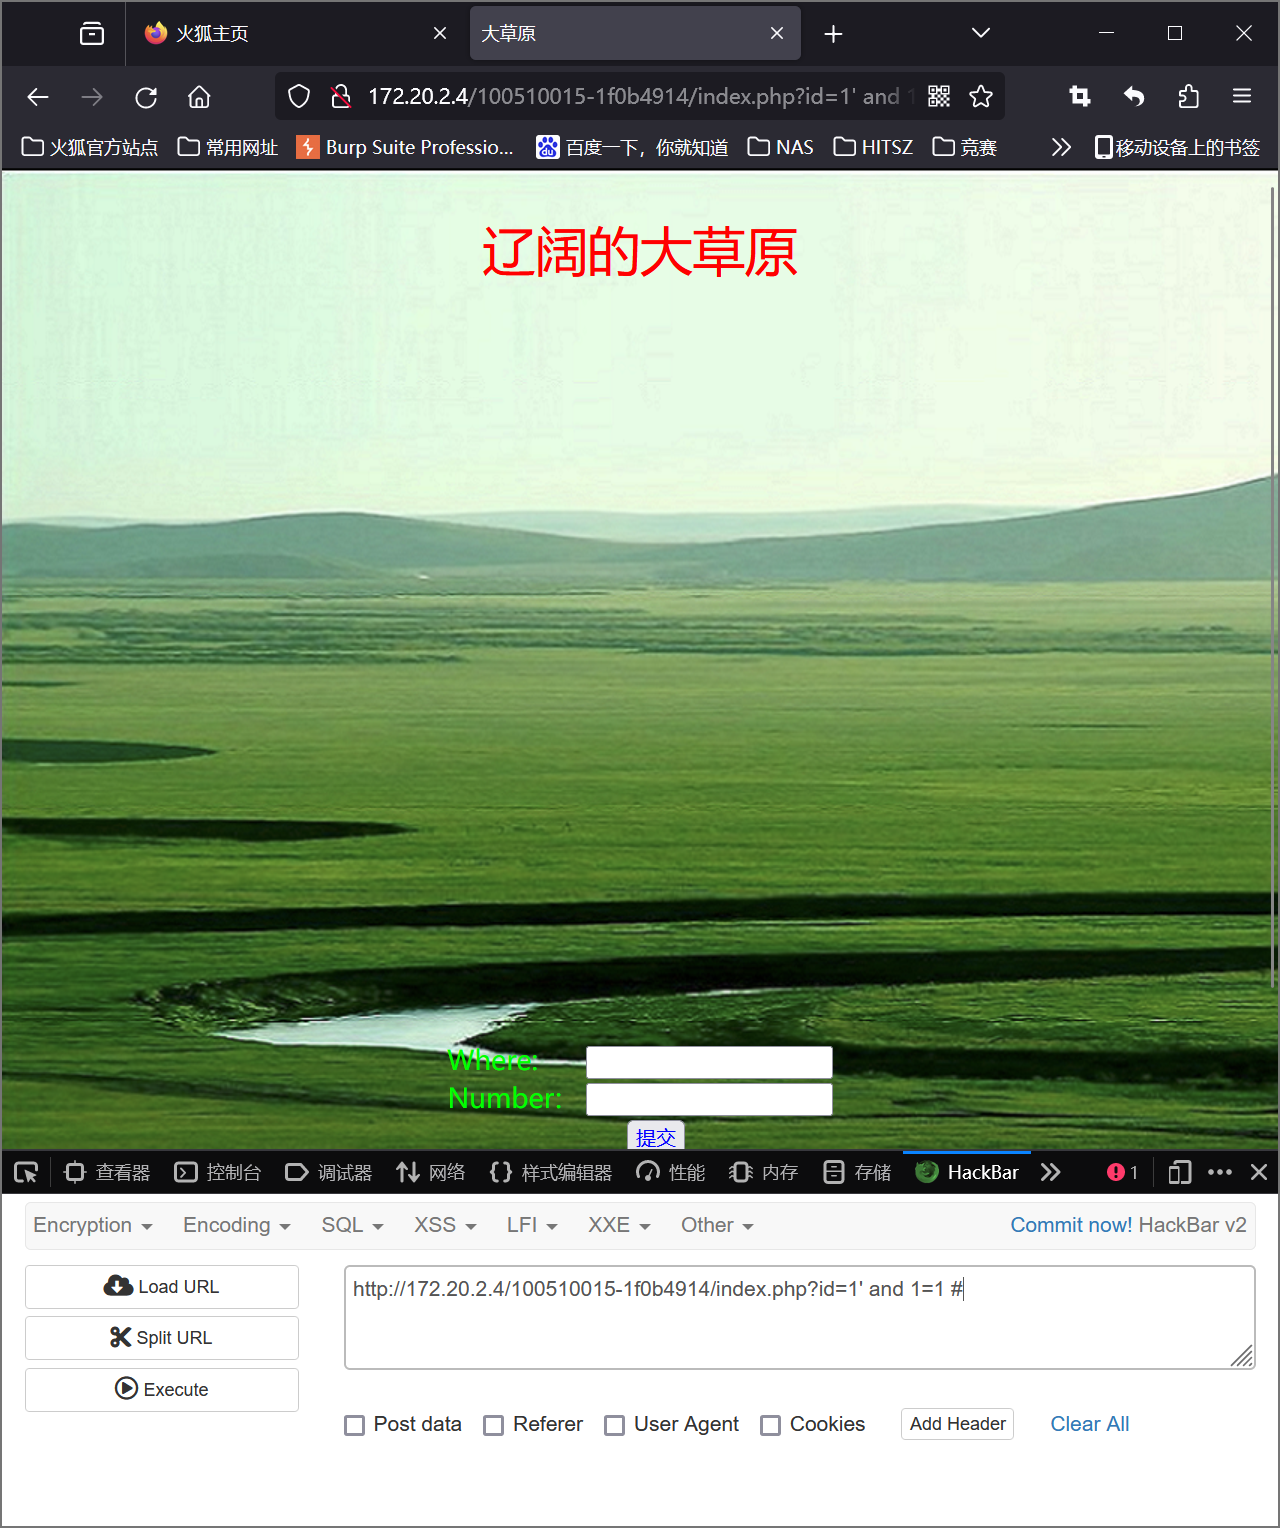 火狐主页
大草原
172.20.2.4/100510015-1f0b4914/index.php?id=1' and 1
火狐官方站点 常用网址 Burp Suite Professio... 百度一下，你就知道 NAS HITSZ 竞赛 移动设备上的书签
辽阔的大草原
Where:
Number:
提交
查看器 控制台 调试器 网络 样式编辑器 性能 内存 存储 HackBar 1
Encryption Encoding SQL XSS LFI XXE Other Commit now! HackBar v2
Load URL
http://172.20.2.4/100510015-1f0b4914/index.php?id=1' and 1=1 #
Split URL
Execute
Post data Referer User Agent Cookies Add Header Clear All